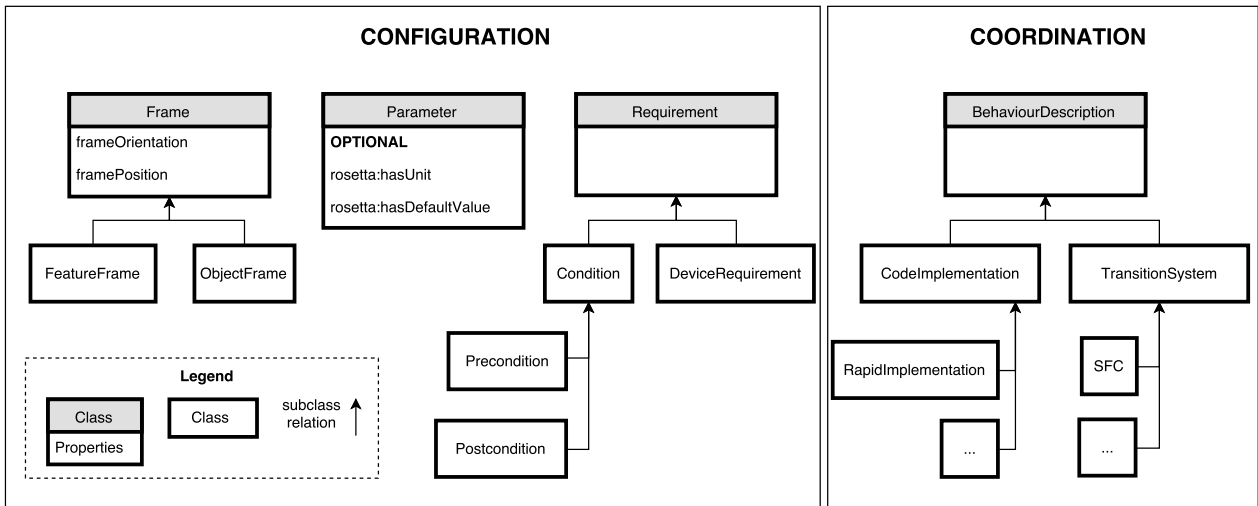 CONFIGURATION
Frame
frameOrientation
framePosition
FeatureFrame
ObjectFrame
Parameter
OPTIONAL
rosetta:hasUnit
rosetta:hasDefaultValue
Requirement
Condition
DeviceRequirement
Precondition
Postcondition
Legend
Class
Properties
Class
subclass
relation
COORDINATION
BehaviourDescription
CodeImplementation
TransitionSystem
RapidImplementation
...
SFC
...